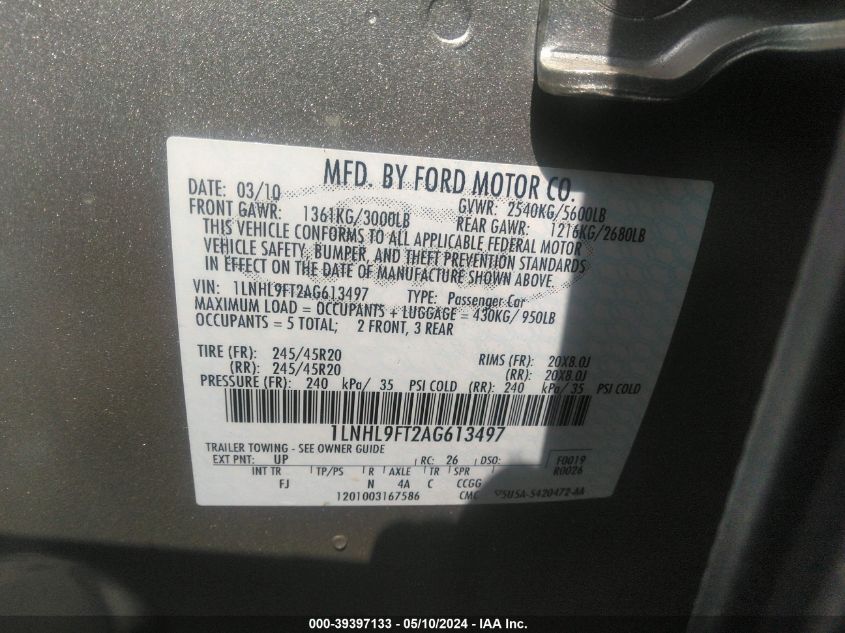 MFD. BY FORD MOTOR CO.
DATE: 03/10 GVWR: 2540KG/5600LB
FRONT GAWR: 1361KG/3000LB REAR GAWR: 1216KG/2680LB
THIS VEHICLE CONFORMS TO ALL APPLICABLE FEDERAL MOTOR
VEHICLE SAFETY, BUMPER, AND THEFT PREVENTION STANDARDS
IN EFFECT ON THE DATE OF MANUFACTURE SHOWN ABOVE.
VIN: 1LNHL9FT2AG613497 TYPE: Passenger Car
MAXIMUM LOAD = OCCUPANTS + LUGGAGE = 430KG/ 950LB
OCCUPANTS = 5 TOTAL; 2 FRONT, 3 REAR
TIRE (FR): 245/45R20 RIMS (FR): 20X8.0J
(RR): 245/45R20 (RR): 20X8.0J
PRESSURE (FR): 240 kPa/ 35 PSI COLD (RR): 240 kPa/ 35 PSI COLD
1LNHL9FT2AG613497
TRAILER TOWING - SEE OWNER GUIDE
EXT PNT: UP RC: 26 DSO: F0019
R0026
INT TR TP/PS R AXLE TR SPR
FJ N 4A C CCGG
1201003167586 CMC 5U5A-5420472-AA
000-39397133 - 05/10/2024 - IAA Inc.